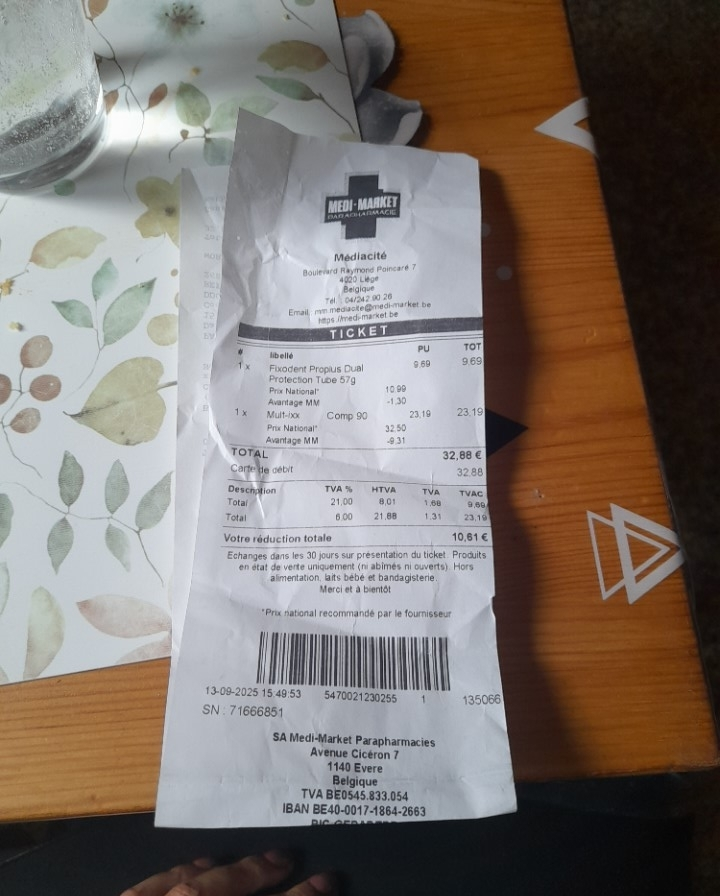 MEDI-MARKET
PARAPHARMACIE
Médiacité
Boulevard Raymond Poincaré 7
4020 Liège
Belgique
Tél. : 04/242 90 26
Email : mm.mediacite@medi-market.be
https://medi-market.be
TICKET
# libellé PU TOT
1 x Fixodent Proplus Dual 9.69 9.69
Protection Tube 57g
Prix National* 10.99
Avantage MM -1.30
1 x Mult-ixx Comp 90 23,19 23,19
Prix National* 32.50
Avantage MM -9.31
TOTAL 32,88 €
Carte de débit 32.88
Description TVA % HTVA TVA TVAC
Total 21,00 8,01 1,68 9,69
Total 6,00 21,88 1,31 23,19
Votre réduction totale 10,61 €
Echanges dans les 30 jours sur présentation du ticket. Produits
en état de vente uniquement (ni abîmés ni ouverts). Hors
alimentation, laits bébé et bandagisterie.
Merci et à bientôt
*Prix national recommandé par le fournisseur
13-09-2025 15:49:53 5470021230255 1 135066
SN : 71666851
SA Medi-Market Parapharmacies
Avenue Cicéron 7
1140 Evere
Belgique
TVA BE0545.833.054
IBAN BE40-0017-1864-2663